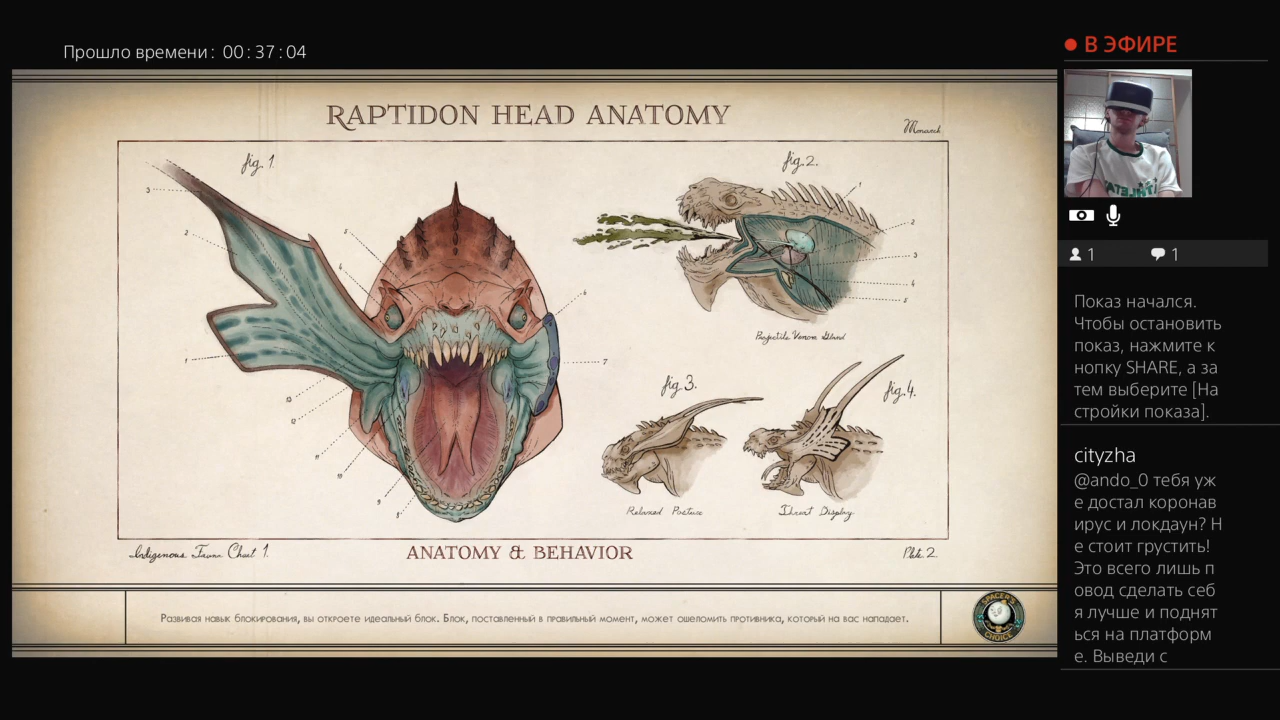 Прошло времени: 00:37:04
В ЭФИРЕ
RAPTIDON HEAD ANATOMY
Monarch
fig. 1.
fig. 2.
Projectile Venom Gland
fig 3.
fig. 4.
Relaxed Posture
Threat Display
Indigenous Fauna Chart 1.
ANATOMY & BEHAVIOR
Plate 2.
Развивая навык блокирования, вы откроете идеальный блок. Блок, поставленный в правильный момент, может ошеломить противника, который на вас нападает.
SPACER'S
CHOICE
1
1
Показ начался.
Чтобы остановить
показ, нажмите к
нопку SHARE, а за
тем выберите [На
стройки показа].
cityzha
@ando_0 тебя уж
е достал коронав
ирус и локдаун? Н
е стоит грустить!
Это всего лишь п
овод сделать себ
я лучше и поднят
ься на платформ
е. Выведи с